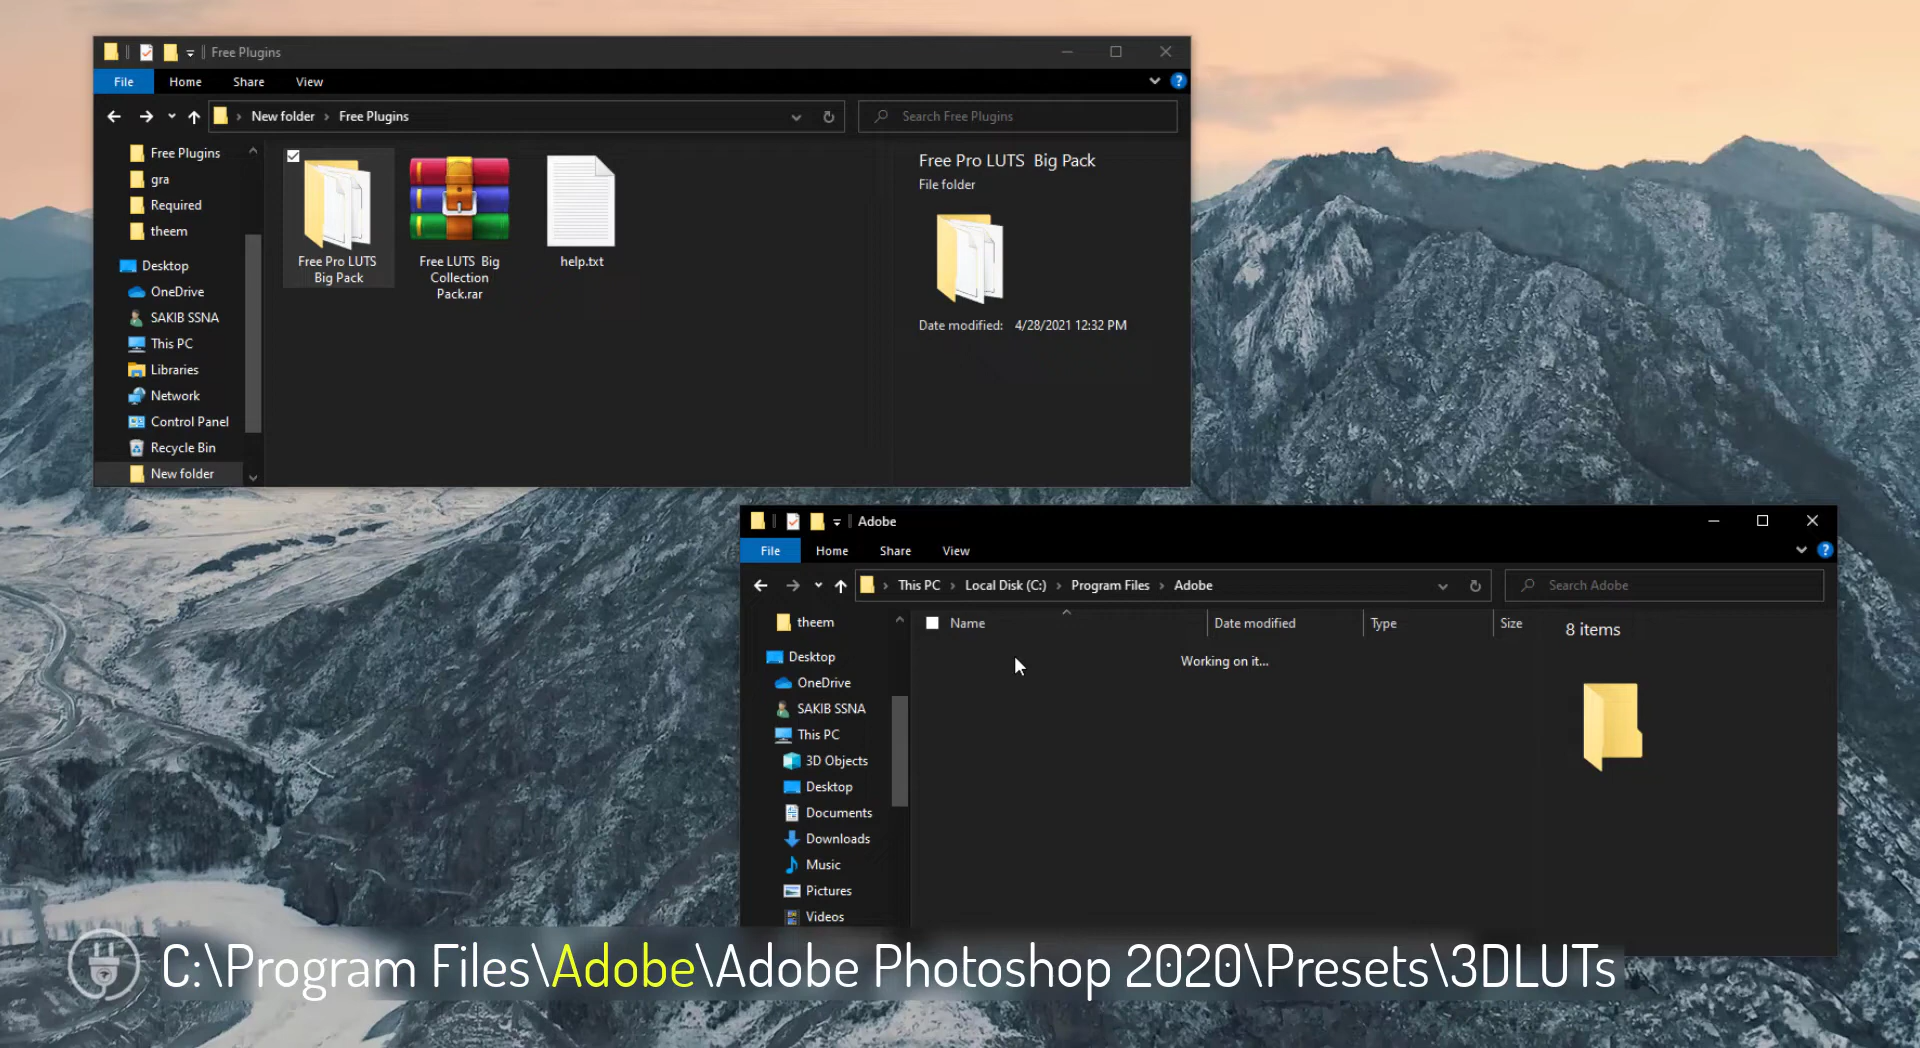 Free Plugins
File Home Share View
New folder Free Plugins
Search Free Plugins
Free Plugins
gra
Required
theem
Desktop
OneDrive
SAKIB SSNA
This PC
Libraries
Network
Control Panel
Recycle Bin
New folder
Free Pro LUTS
Big Pack
Free LUTS Big
Collection
Pack.rar
help.txt
Free Pro LUTS Big Pack
File folder
Date modified: 4/28/2021 12:32 PM
Adobe
File Home Share View
This PC Local Disk (C:) Program Files Adobe
Search Adobe
theem
Desktop
OneDrive
SAKIB SSNA
This PC
3D Objects
Desktop
Documents
Downloads
Music
Pictures
Videos
Name Date modified Type Size
Working on it...
8 items
C:\Program Files\Adobe\Adobe Photoshop 2020\Presets\3DLUTs